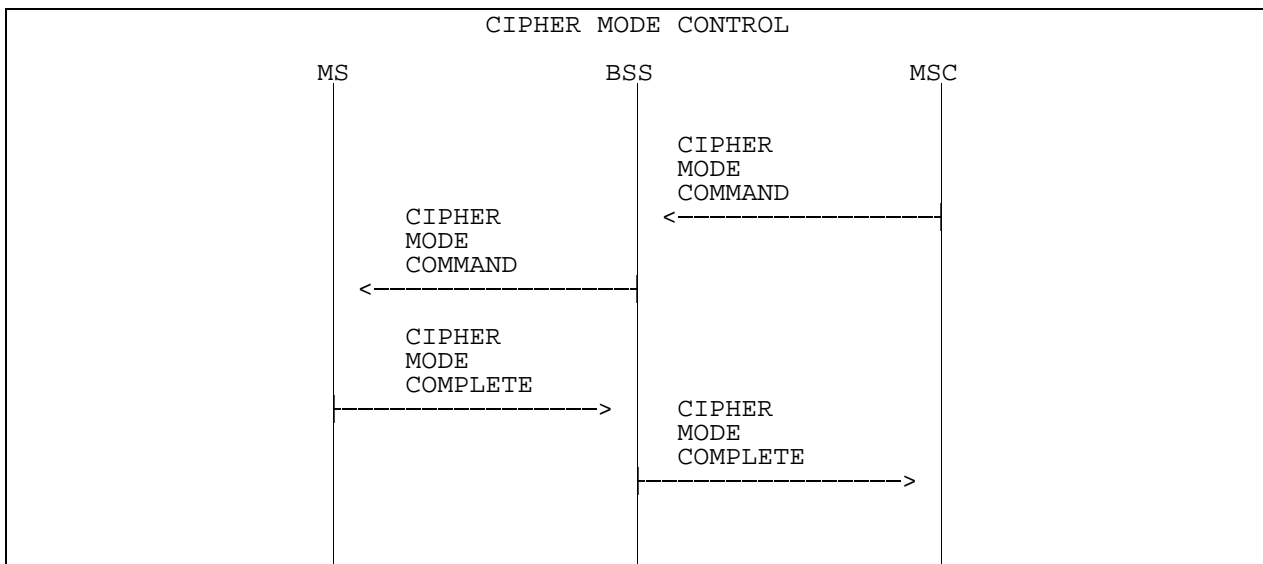 CIPHER MODE CONTROL
MS BSS MSC
CIPHER
MODE
COMMAND
CIPHER
MODE
COMMAND
CIPHER
MODE
COMPLETE
CIPHER
MODE
COMPLETE